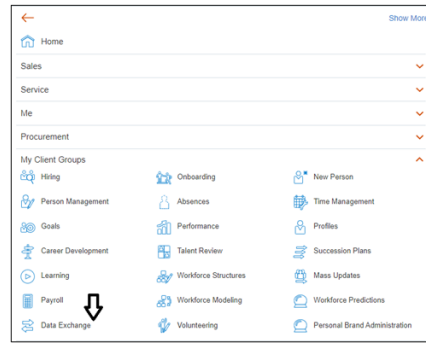 Show More
Home
Sales
Service
Me
Procurement
My Client Groups
Hiring Onboarding New Person
Person Management Absences Time Management
Goals Performance Profiles
Career Development Talent Review Succession Plans
Learning Workforce Structures Mass Updates
Payroll Workforce Modeling Workforce Predictions
Data Exchange Volunteering Personal Brand Administration